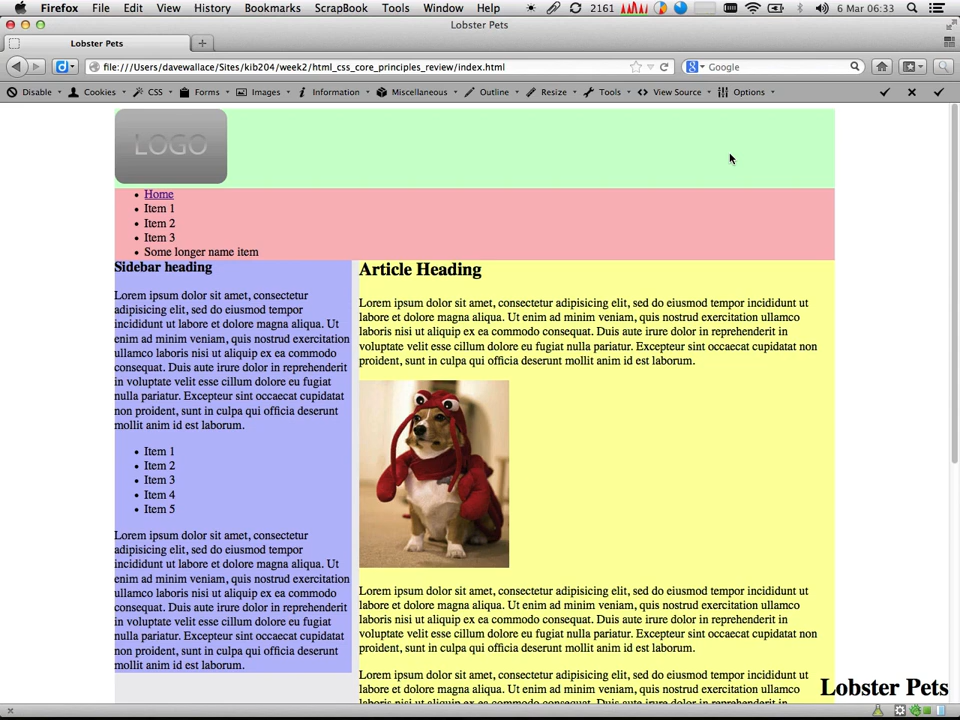 Firefox File Edit View History Bookmarks ScrapBook Tools Window Help 2161 6 Mar 06:33
Lobster Pets
Lobster Pets
file:///Users/davewallace/Sites/kib204/week2/html_css_core_principles_review/index.html Google
Disable Cookies CSS Forms Images Information Miscellaneous Outline Resize Tools View Source Options
LOGO
Home
Item 1
Item 2
Item 3
Some longer name item
Sidebar heading
Lorem ipsum dolor sit amet, consectetur
adipisicing elit, sed do eiusmod tempor
incididunt ut labore et dolore magna aliqua. Ut
enim ad minim veniam, quis nostrud exercitation
ullamco laboris nisi ut aliquip ex ea commodo
consequat. Duis aute irure dolor in reprehenderit
in voluptate velit esse cillum dolore eu fugiat
nulla pariatur. Excepteur sint occaecat cupidatat
non proident, sunt in culpa qui officia deserunt
mollit anim id est laborum.
Item 1
Item 2
Item 3
Item 4
Item 5
Lorem ipsum dolor sit amet, consectetur
adipisicing elit, sed do eiusmod tempor
incididunt ut labore et dolore magna aliqua. Ut
enim ad minim veniam, quis nostrud exercitation
ullamco laboris nisi ut aliquip ex ea commodo
consequat. Duis aute irure dolor in reprehenderit
in voluptate velit esse cillum dolore eu fugiat
nulla pariatur. Excepteur sint occaecat cupidatat
non proident, sunt in culpa qui officia deserunt
mollit anim id est laborum.
Article Heading
Lorem ipsum dolor sit amet, consectetur adipisicing elit, sed do eiusmod tempor incididunt ut
labore et dolore magna aliqua. Ut enim ad minim veniam, quis nostrud exercitation ullamco
laboris nisi ut aliquip ex ea commodo consequat. Duis aute irure dolor in reprehenderit in
voluptate velit esse cillum dolore eu fugiat nulla pariatur. Excepteur sint occaecat cupidatat non
proident, sunt in culpa qui officia deserunt mollit anim id est laborum.
Lorem ipsum dolor sit amet, consectetur adipisicing elit, sed do eiusmod tempor incididunt ut
labore et dolore magna aliqua. Ut enim ad minim veniam, quis nostrud exercitation ullamco
laboris nisi ut aliquip ex ea commodo consequat. Duis aute irure dolor in reprehenderit in
voluptate velit esse cillum dolore eu fugiat nulla pariatur. Excepteur sint occaecat cupidatat non
proident, sunt in culpa qui officia deserunt mollit anim id est laborum.
Lorem ipsum dolor sit amet, consectetur adipisicing elit, sed do eiusmod tempor incididunt ut
labore et dolore magna aliqua. Ut enim ad minim veniam, quis nostrud exercitation ullamco
Lobster Pets